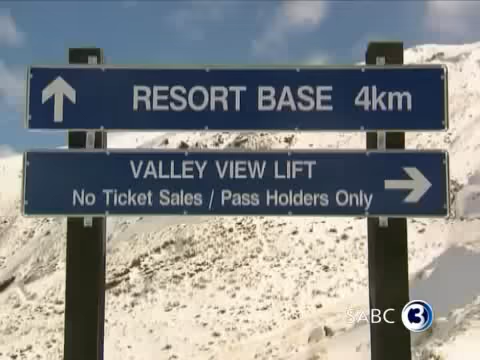 RESORT BASE 4km
VALLEY VIEW LIFT
No Ticket Sales / Pass Holders Only
SABC 3